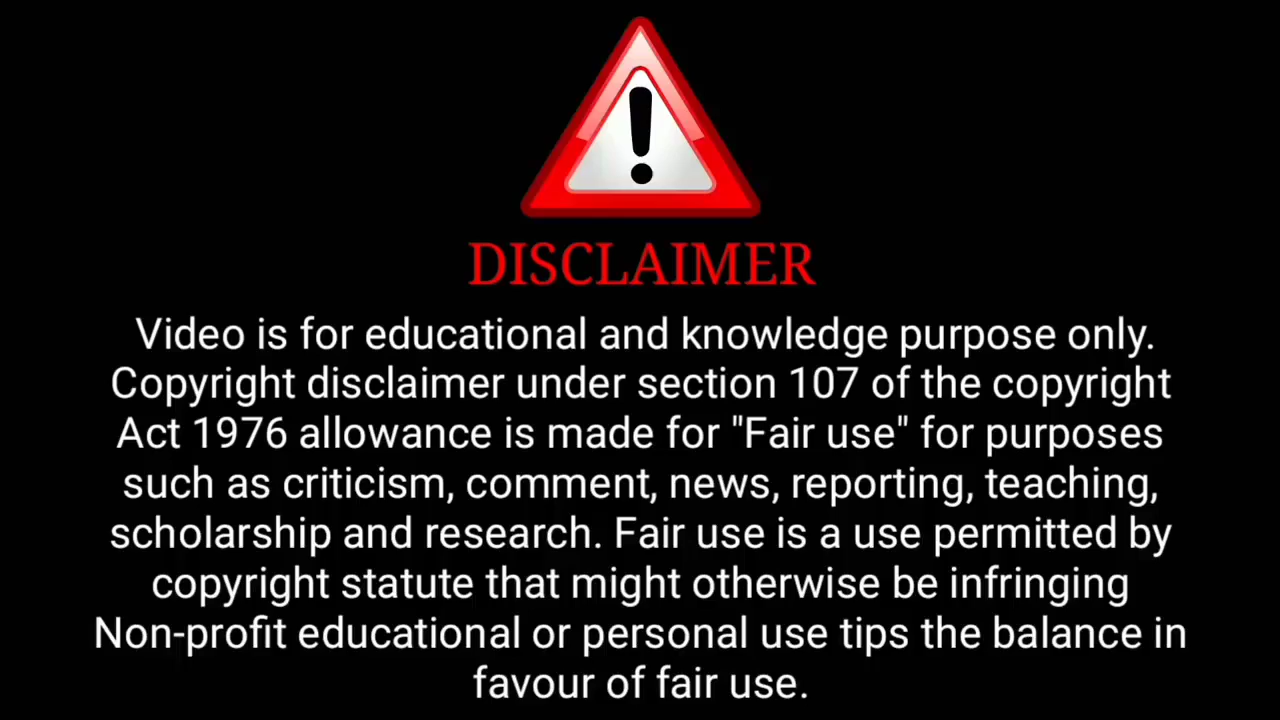 DISCLAIMER
Video is for educational and knowledge purpose only.
Copyright disclaimer under section 107 of the copyright
Act 1976 allowance is made for "Fair use" for purposes
such as criticism, comment, news, reporting, teaching,
scholarship and research. Fair use is a use permitted by
copyright statute that might otherwise be infringing
Non-profit educational or personal use tips the balance in
favour of fair use.